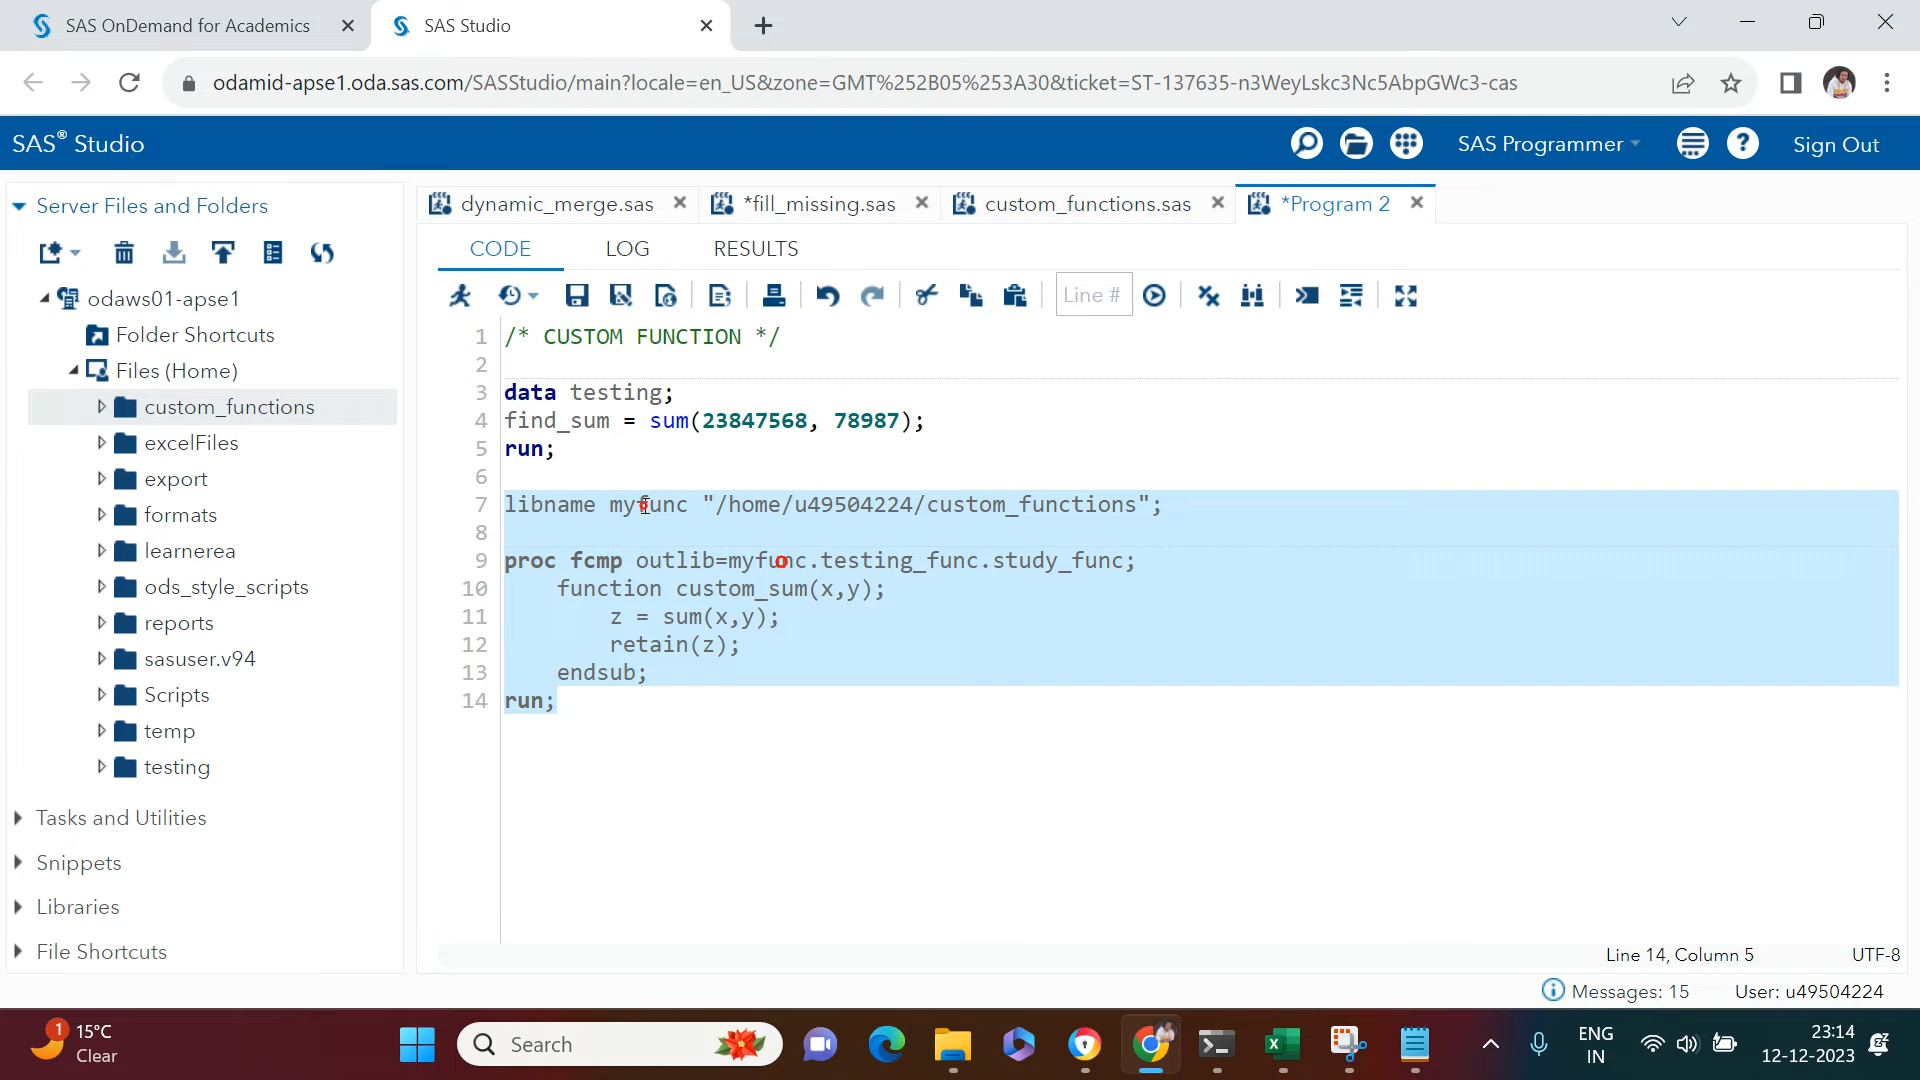 SAS OnDemand for Academics
SAS Studio
odamid-apse1.oda.sas.com/SASStudio/main?locale=en_US&zone=GMT%252B05%253A30&ticket=ST-137635-n3WeyLskc3Nc5AbpGWc3-cas
SAS® Studio
SAS Programmer
Sign Out
Server Files and Folders
odaws01-apse1
Folder Shortcuts
Files (Home)
custom_functions
excelFiles
export
formats
learnerea
ods_style_scripts
reports
sasuser.v94
Scripts
temp
testing
Tasks and Utilities
Snippets
Libraries
File Shortcuts
dynamic_merge.sas
*fill_missing.sas
custom_functions.sas
*Program 2
CODE
LOG
RESULTS
Line #
1 /* CUSTOM FUNCTION */
2
3 data testing;
4 find_sum = sum(23847568, 78987);
5 run;
6
7 libname myfunc "/home/u49504224/custom_functions";
8
9 proc fcmp outlib=myfunc.testing_func.study_func;
10 function custom_sum(x,y);
11 z = sum(x,y);
12 retain(z);
13 endsub;
14 run;
Line 14, Column 5
UTF-8
Messages: 15
User: u49504224
1
15°C
Clear
Search
ENG
IN
23:14
12-12-2023